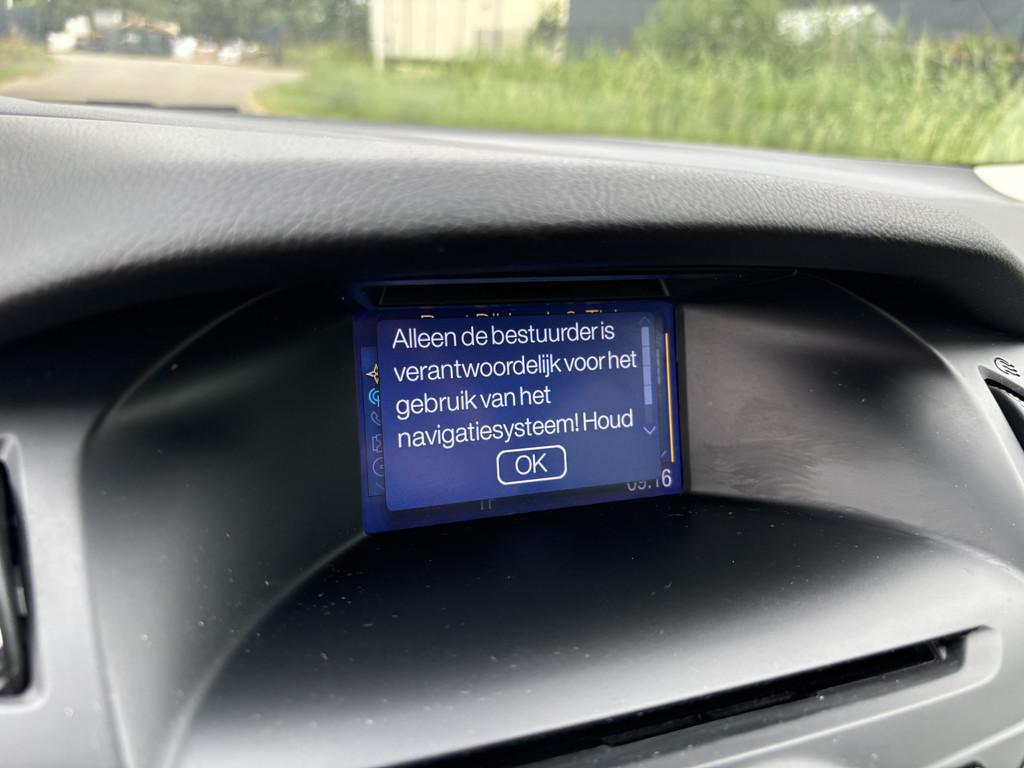 Alleen de bestuurder is
verantwoordelijk voor het
gebruik van het
navigatiesysteem! Houd
OK
09:16